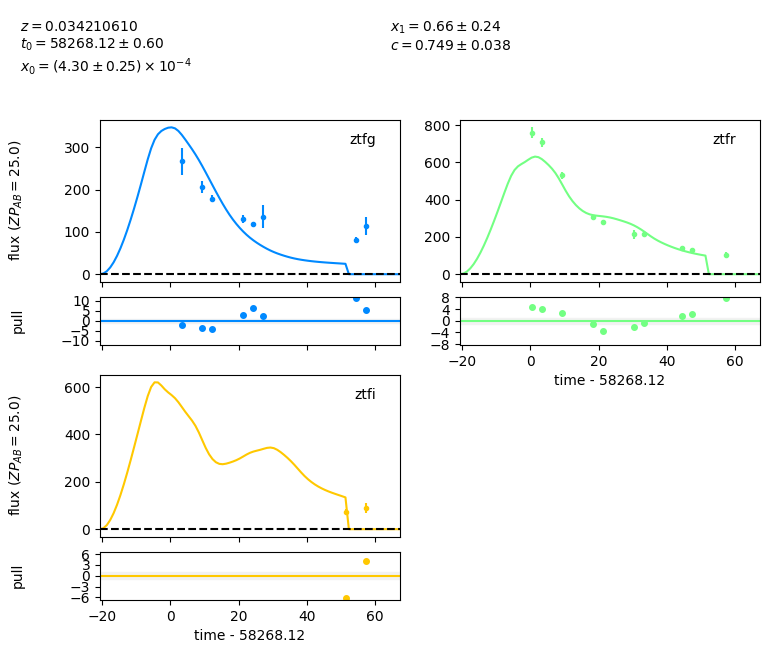 z = 0.034210610
t₀ = 58268.12 ± 0.60
x₀ = (4.30 ± 0.25) × 10⁻⁴
x₁ = 0.66 ± 0.24
c = 0.749 ± 0.038
flux (ZP_AB = 25.0)
300
200
100
0
ztfg
pull
10
5
0
−5
−10
800
600
400
200
0
ztfr
8
4
0
−4
−8
−20 0 20 40 60
time - 58268.12
flux (ZP_AB = 25.0)
600
400
200
0
ztfi
pull
6
3
0
−3
−6
−20 0 20 40 60
time - 58268.12